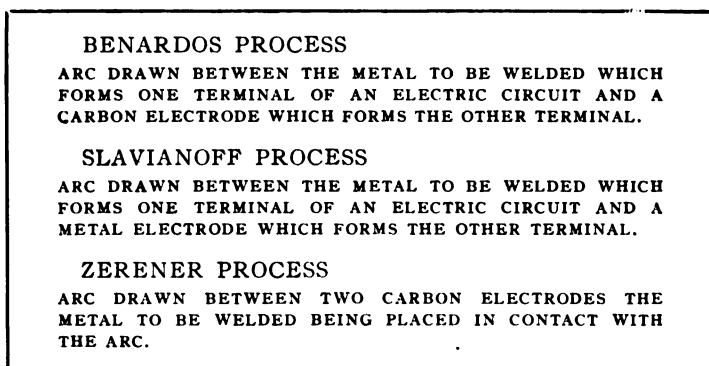 BENARDOS PROCESS
ARC DRAWN BETWEEN THE METAL TO BE WELDED WHICH
FORMS ONE TERMINAL OF AN ELECTRIC CIRCUIT AND A
CARBON ELECTRODE WHICH FORMS THE OTHER TERMINAL.
SLAVIANOFF PROCESS
ARC DRAWN BETWEEN THE METAL TO BE WELDED WHICH
FORMS ONE TERMINAL OF AN ELECTRIC CIRCUIT AND A
METAL ELECTRODE WHICH FORMS THE OTHER TERMINAL.
ZERENER PROCESS
ARC DRAWN BETWEEN TWO CARBON ELECTRODES THE
METAL TO BE WELDED BEING PLACED IN CONTACT WITH
THE ARC.